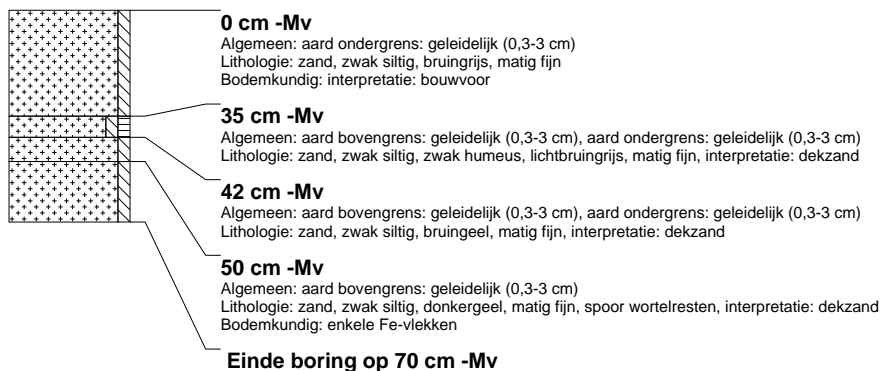 0 cm -Mv
Algemeen: aard ondergrens: geleidelijk (0,3-3 cm)
Lithologie: zand, zwak siltig, bruingrijs, matig fijn
Bodemkundig: interpretatie: bouwvoor
35 cm -Mv
Algemeen: aard bovengrens: geleidelijk (0,3-3 cm), aard ondergrens: geleidelijk (0,3-3 cm)
Lithologie: zand, zwak siltig, zwak humeus, lichtbruingrijs, matig fijn, interpretatie: dekzand
42 cm -Mv
Algemeen: aard bovengrens: geleidelijk (0,3-3 cm), aard ondergrens: geleidelijk (0,3-3 cm)
Lithologie: zand, zwak siltig, bruingeel, matig fijn, interpretatie: dekzand
50 cm -Mv
Algemeen: aard bovengrens: geleidelijk (0,3-3 cm)
Lithologie: zand, zwak siltig, donkergeel, matig fijn, spoor wortelresten, interpretatie: dekzand
Bodemkundig: enkele Fe-vlekken
Einde boring op 70 cm -Mv